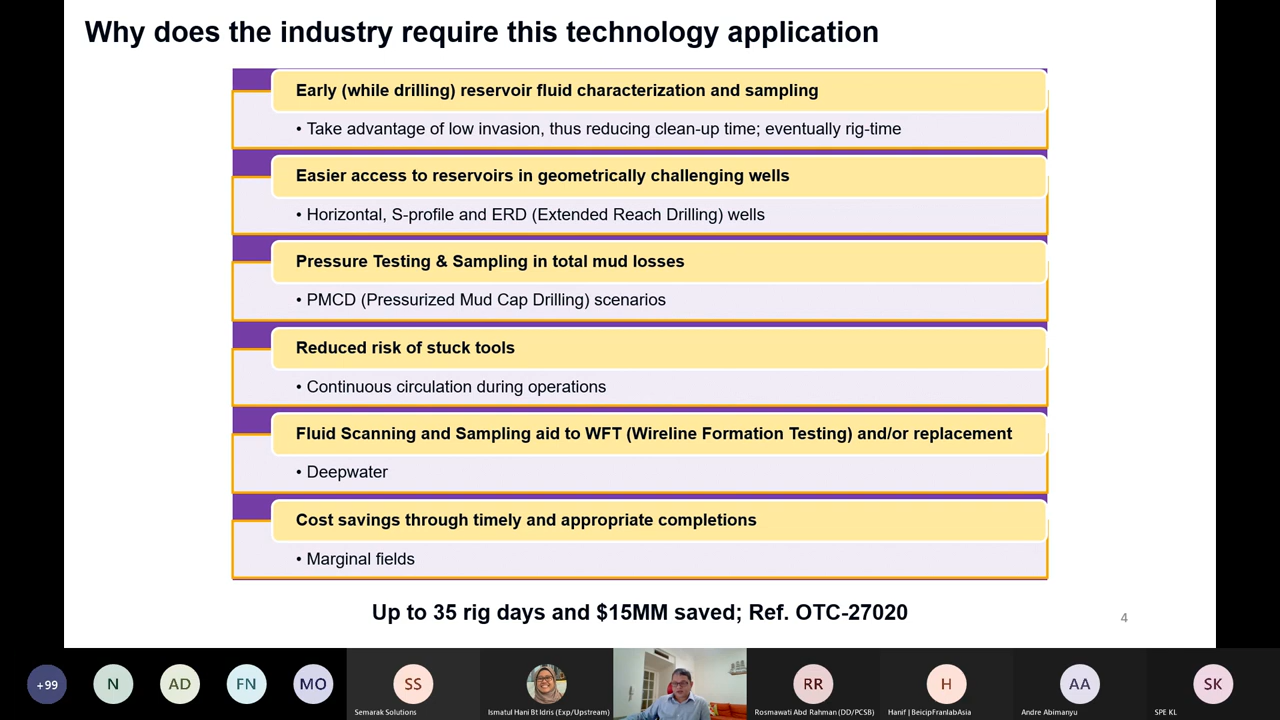 Why does the industry require this technology application
Early (while drilling) reservoir fluid characterization and sampling
• Take advantage of low invasion, thus reducing clean-up time; eventually rig-time
Easier access to reservoirs in geometrically challenging wells
• Horizontal, S-profile and ERD (Extended Reach Drilling) wells
Pressure Testing & Sampling in total mud losses
• PMCD (Pressurized Mud Cap Drilling) scenarios
Reduced risk of stuck tools
• Continuous circulation during operations
Fluid Scanning and Sampling aid to WFT (Wireline Formation Testing) and/or replacement
• Deepwater
Cost savings through timely and appropriate completions
• Marginal fields
Up to 35 rig days and $15MM saved; Ref. OTC-27020
4
+99
N
AD
FN
MO
SS
RR
H
AA
SK
Semarak Solutions
Ismatul Hani Bt Idris (Exp/Upstream)
Rosmawati Abd Rahman (DD/PCSB)
Hanif | BeicipFranlabAsia
Andre Abimanyu
SPE KL